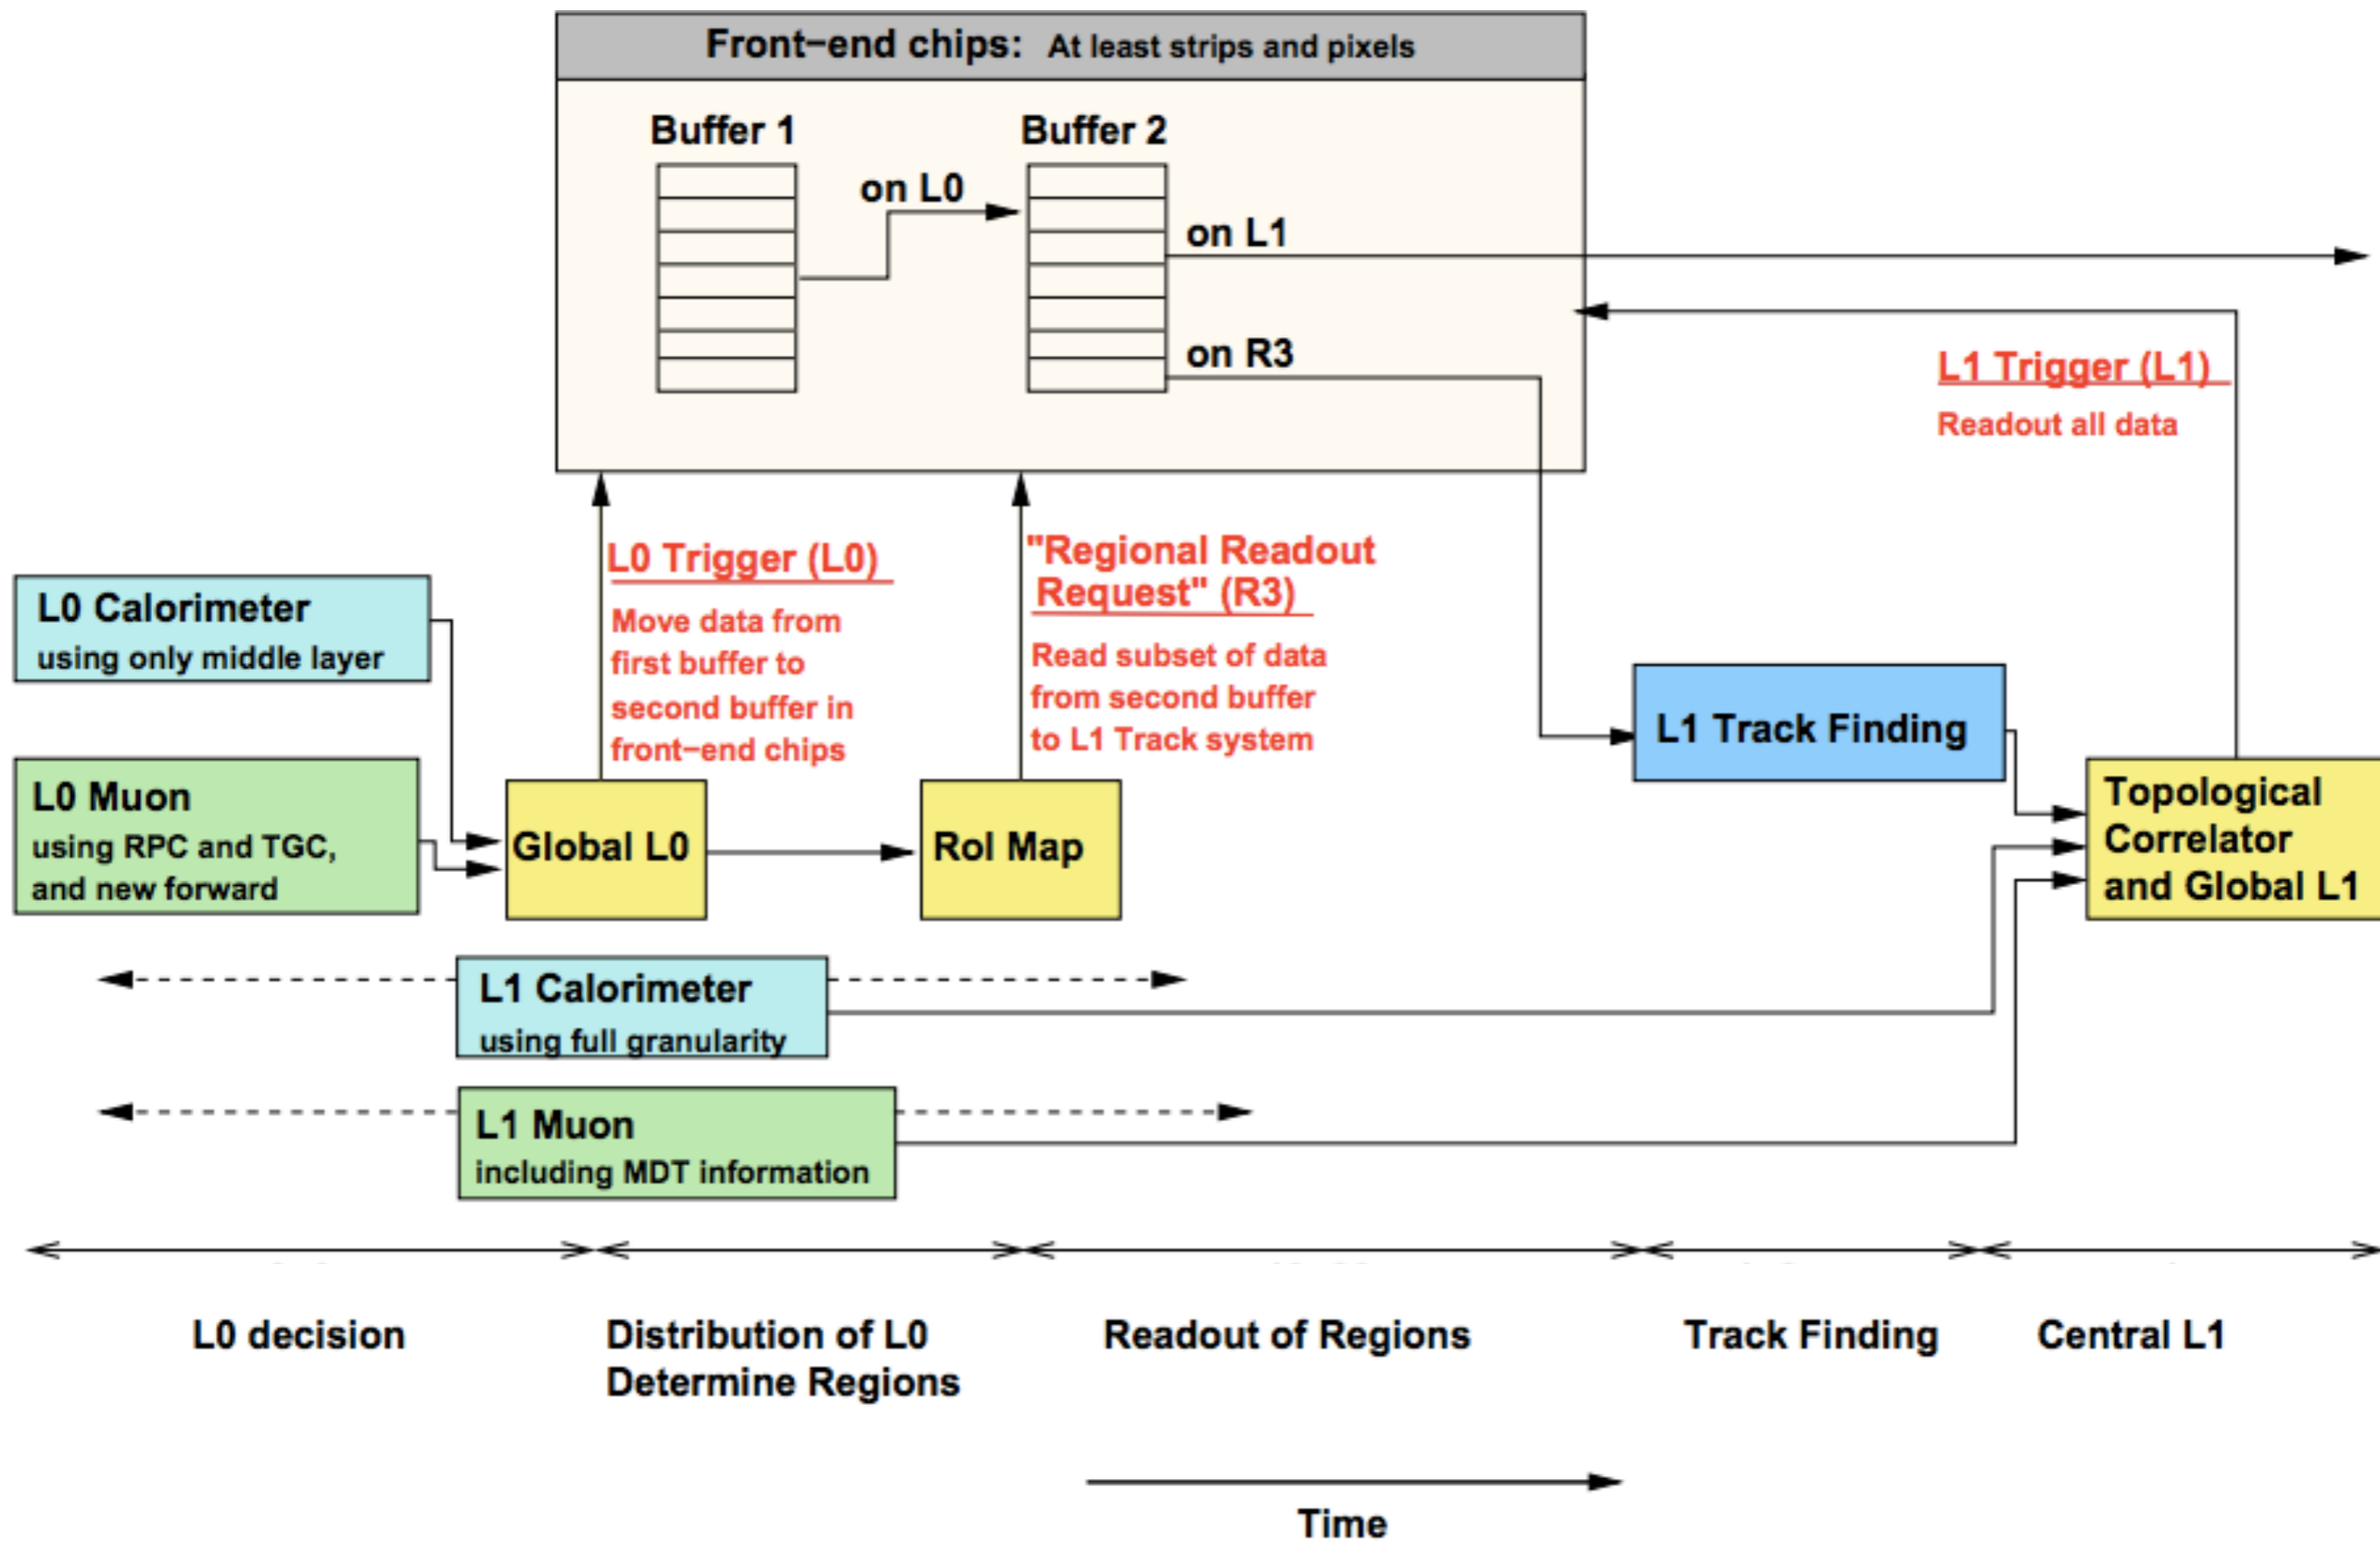 Front−end chips: At least strips and pixels
Buffer 1
Buffer 2
on L0
on L1
on R3
L1 Trigger (L1)
Readout all data
L0 Trigger (L0)
Move data from
first buffer to
second buffer in
front−end chips
"Regional Readout
Request" (R3)
Read subset of data
from second buffer
to L1 Track system
L0 Calorimeter
using only middle layer
L0 Muon
using RPC and TGC,
and new forward
Global L0
RoI Map
L1 Track Finding
Topological
Correlator
and Global L1
L1 Calorimeter
using full granularity
L1 Muon
including MDT information
L0 decision
Distribution of L0
Determine Regions
Readout of Regions
Track Finding
Central L1
Time